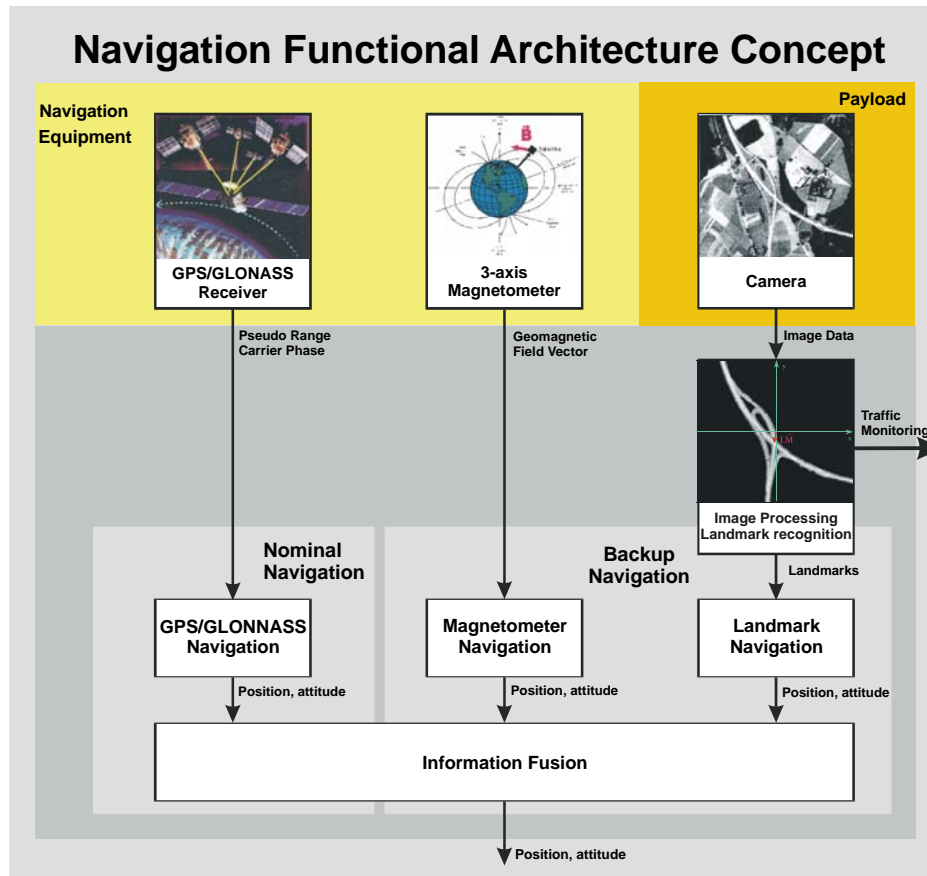 Navigation Functional Architecture Concept
Navigation
Equipment
Payload
B
GPS/GLONASS
Receiver
3-axis
Magnetometer
Camera
Pseudo Range
Carrier Phase
Geomagnetic
Field Vector
Image Data
y
x
LM
Traffic
Monitoring
Image Processing
Landmark recognition
Nominal
Navigation
Backup
Navigation
Landmarks
GPS/GLONNASS
Navigation
Magnetometer
Navigation
Landmark
Navigation
Position, attitude
Position, attitude
Position, attitude
Information Fusion
Position, attitude